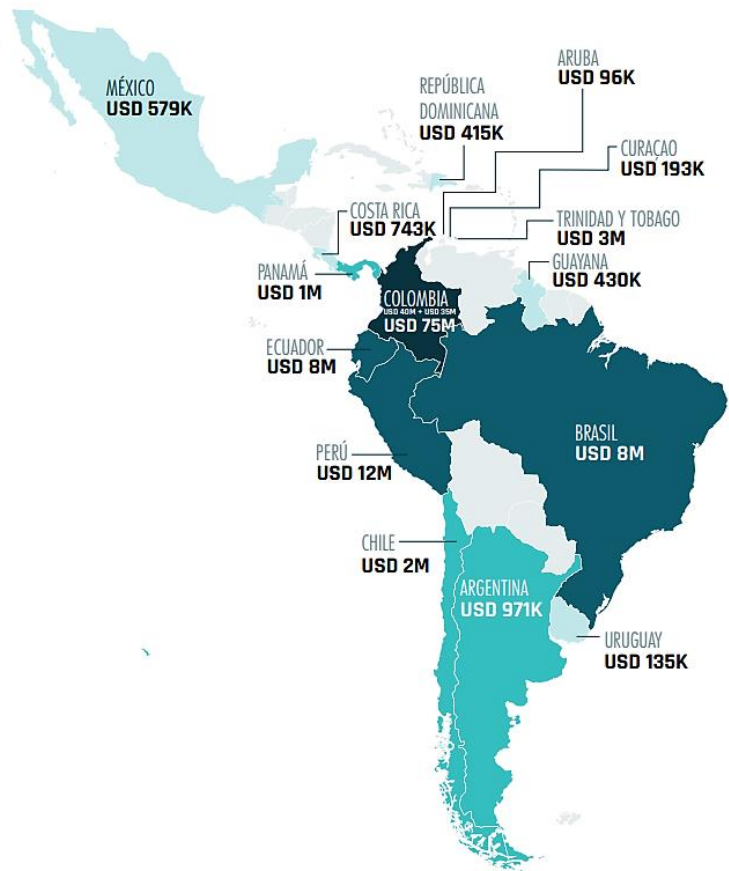 ARUBA
USD 96K
MÉXICO
USD 579K
REPÚBLICA
DOMINICANA
USD 415K
CURAÇAO
USD 193K
COSTA RICA
USD 743K
TRINIDAD Y TOBAGO
USD 3M
PANAMÁ
USD 1M
GUAYANA
USD 430K
COLOMBIA
USD 40M + USD 35M
USD 75M
ECUADOR
USD 8M
BRASIL
USD 8M
PERÚ
USD 12M
CHILE
USD 2M
ARGENTINA
USD 971K
URUGUAY
USD 135K